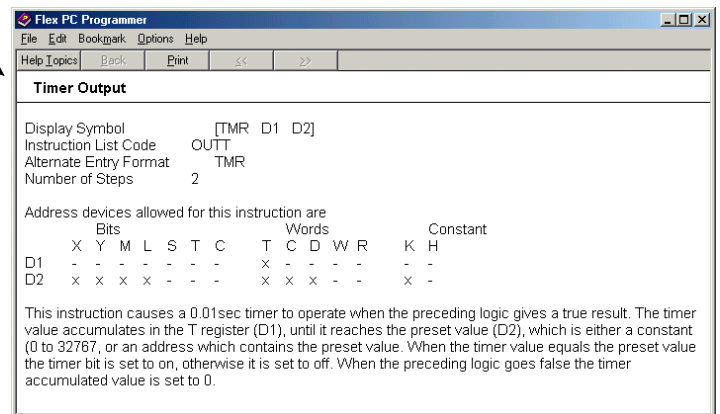 Flex PC Programmer
File Edit Bookmark Options Help
Help Topics Back Print << >>
Timer Output
Display Symbol [TMR D1 D2]
Instruction List Code OUTT
Alternate Entry Format TMR
Number of Steps 2
Address devices allowed for this instruction are
Bits Words Constant
X Y M L S T C T C D W R K H
D1 - - - - - - - x - - - - - -
D2 x x x x - - - x x x - - x -
This instruction causes a 0.01sec timer to operate when the preceding logic gives a true result. The timer
value accumulates in the T register (D1), until it reaches the preset value (D2), which is either a constant
(0 to 32767, or an address which contains the preset value. When the timer value equals the preset value
the timer bit is set to on, otherwise it is set to off. When the preceding logic goes false the timer
accumulated value is set to 0.